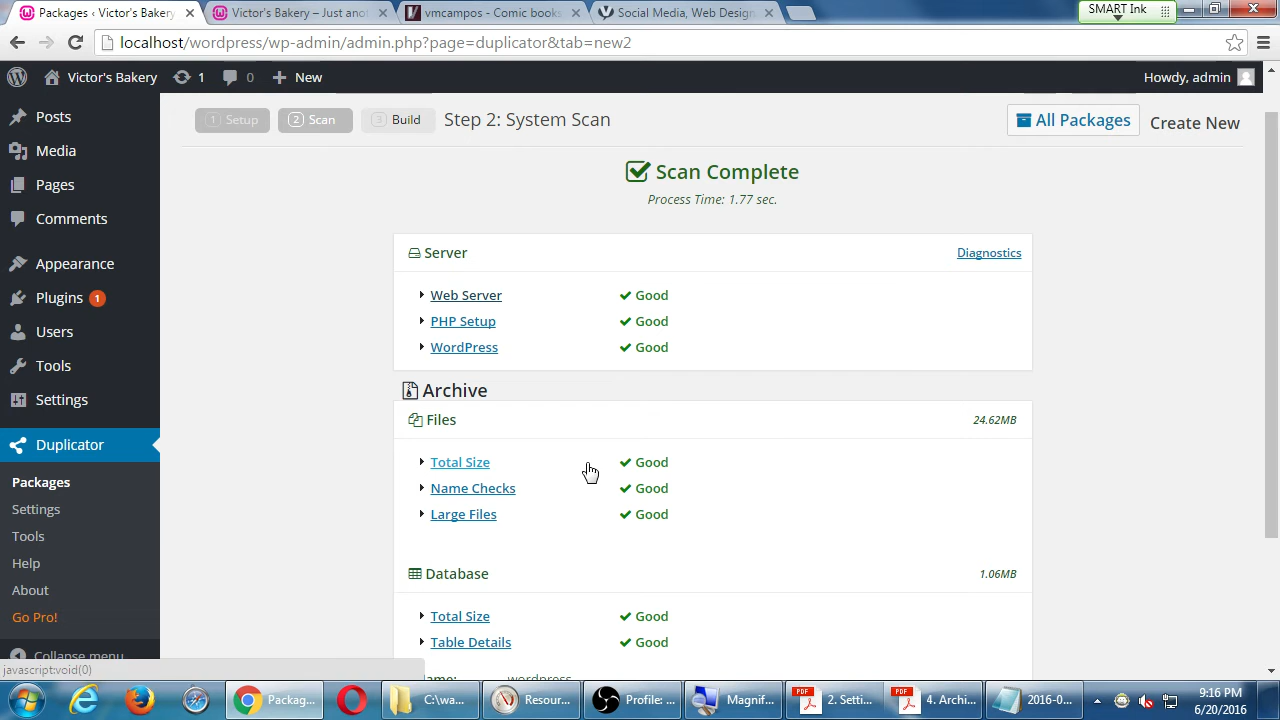 Packages ‹ Victor's Bakery
Victor's Bakery – Just anot
vmcampos - Comic books
Social Media, Web Design
SMART Ink
localhost/wordpress/wp-admin/admin.php?page=duplicator&tab=new2
Victor's Bakery
1
0
New
Howdy, admin
Posts
Media
Pages
Comments
Appearance
Plugins 1
Users
Tools
Settings
Duplicator
Packages
Settings
Tools
Help
About
Go Pro!
Collapse menu
1 Setup
2 Scan
3 Build
Step 2: System Scan
All Packages
Create New
Scan Complete
Process Time: 1.77 sec.
Server
Diagnostics
Web Server Good
PHP Setup Good
WordPress Good
Archive
Files 24.62MB
Total Size Good
Name Checks Good
Large Files Good
Database 1.06MB
Total Size Good
Table Details Good
wordpress
javascript:void(0)
Packag...
C:\wa...
Resour...
Profile: ...
Magnif...
2. Setti...
4. Archi...
2016-0...
9:16 PM
6/20/2016